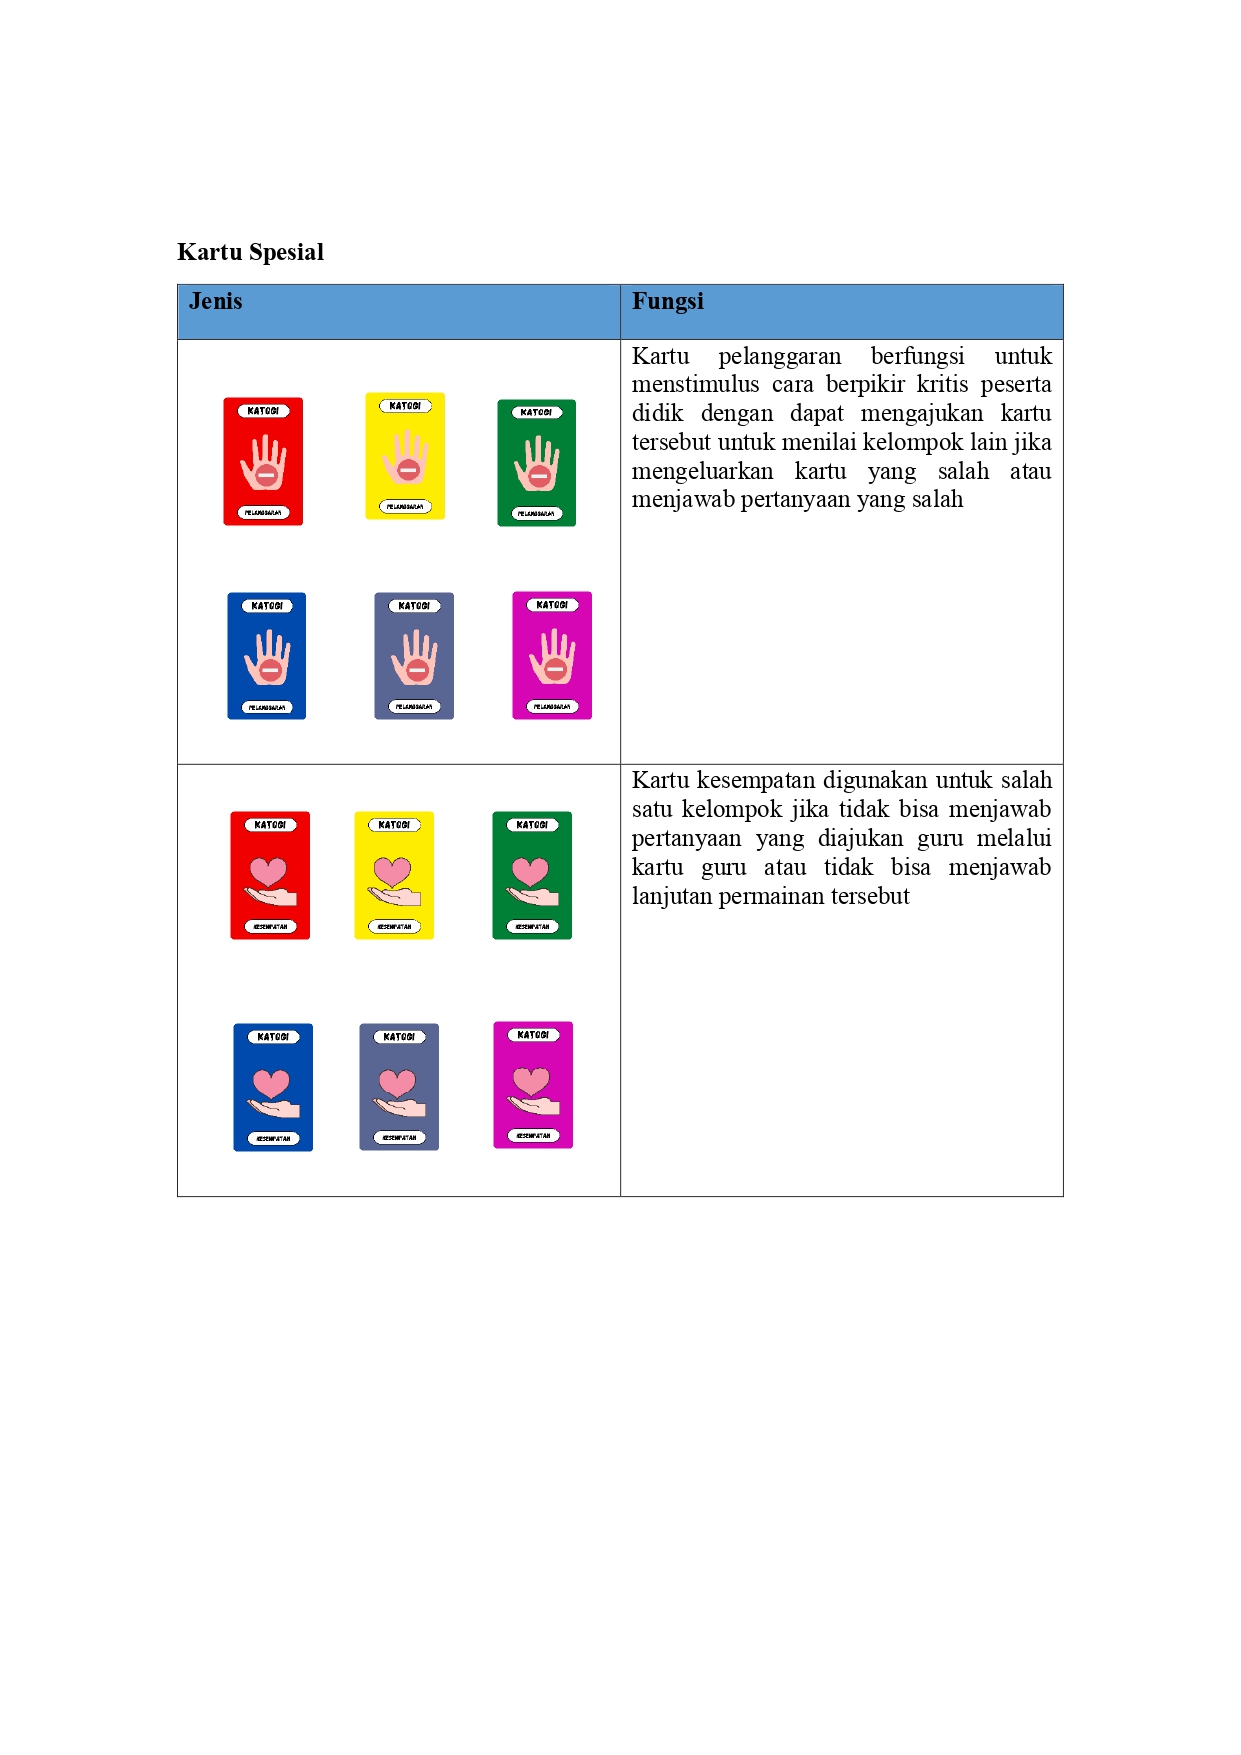 Kartu Spesial
Jenis
Fungsi
KATOGI
KATOGI
KATOGI
PELANGGARAN
PELANGGARAN
PELANGGARAN
KATOGI
KATOGI
KATOGI
PELANGGARAN
PELANGGARAN
PELANGGARAN
Kartu pelanggaran berfungsi untuk
menstimulus cara berpikir kritis peserta
didik dengan dapat mengajukan kartu
tersebut untuk menilai kelompok lain jika
mengeluarkan kartu yang salah atau
menjawab pertanyaan yang salah
KATOGI
KATOGI
KATOGI
KESEMPATAN
KESEMPATAN
KESEMPATAN
KATOGI
KATOGI
KATOGI
KESEMPATAN
KESEMPATAN
KESEMPATAN
Kartu kesempatan digunakan untuk salah
satu kelompok jika tidak bisa menjawab
pertanyaan yang diajukan guru melalui
kartu guru atau tidak bisa menjawab
lanjutan permainan tersebut